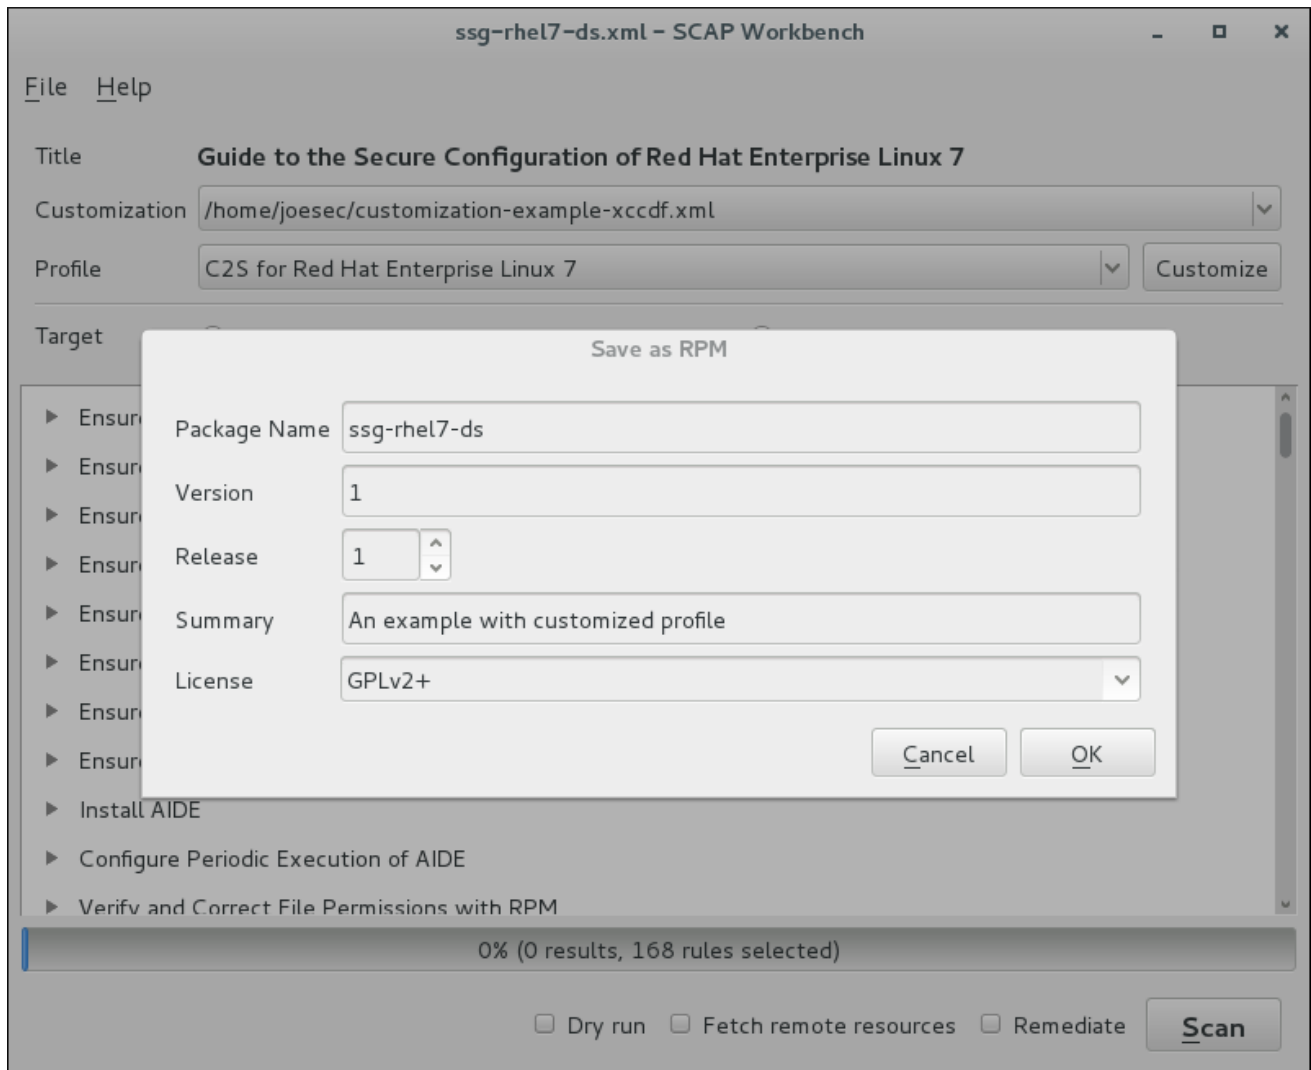 ssg-rhel7-ds.xml – SCAP Workbench
File Help
Title Guide to the Secure Configuration of Red Hat Enterprise Linux 7
Customization /home/joesec/customization-example-xccdf.xml
Profile C2S for Red Hat Enterprise Linux 7 Customize
Target
Save as RPM
Package Name ssg-rhel7-ds
Version 1
Release 1
Summary An example with customized profile
License GPLv2+
Cancel OK
Install AIDE
Configure Periodic Execution of AIDE
Verify and Correct File Permissions with RPM
0% (0 results, 168 rules selected)
Dry run Fetch remote resources Remediate Scan